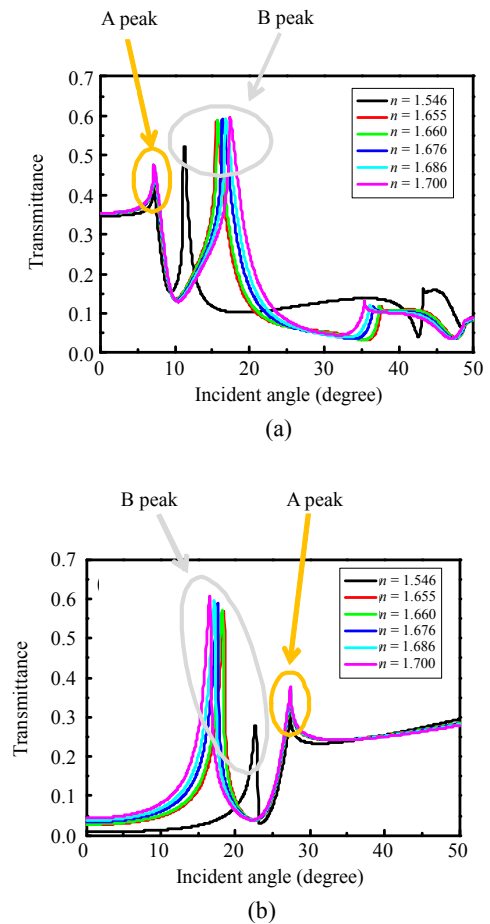 A peak
B peak
0.7
0.6
0.5
0.4
0.3
0.2
0.1
0.0
Transmittance
n = 1.546
n = 1.655
n = 1.660
n = 1.676
n = 1.686
n = 1.700
0 10 20 30 40 50
Incident angle (degree)
(a)
B peak
A peak
0.7
0.6
0.5
0.4
0.3
0.2
0.1
0.0
Transmittance
n = 1.546
n = 1.655
n = 1.660
n = 1.676
n = 1.686
n = 1.700
0 10 20 30 40 50
Incident angle (degree)
(b)